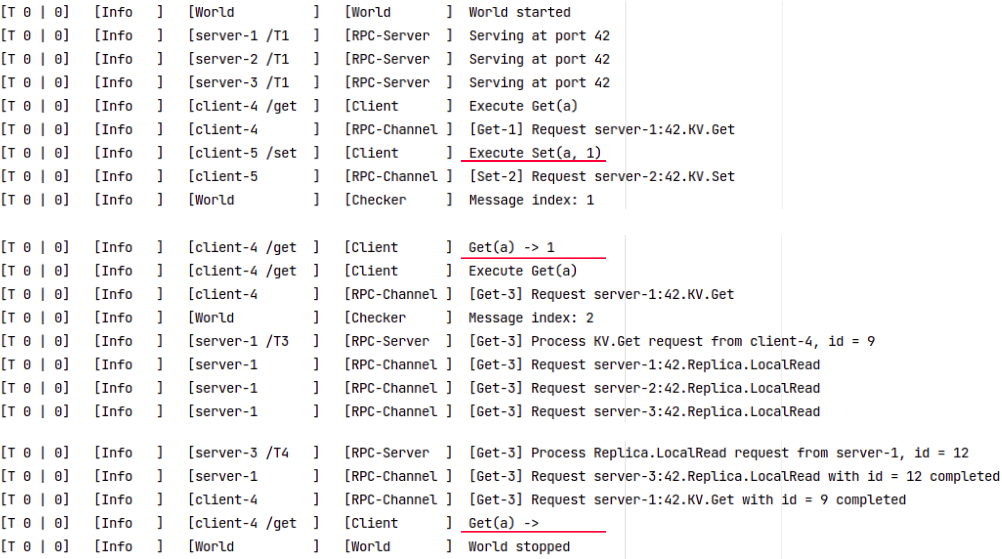 [T 0 | 0]   [Info   ]   [World          ]   [World       ]  World started
[T 0 | 0]   [Info   ]   [server-1 /T1   ]   [RPC-Server  ]  Serving at port 42
[T 0 | 0]   [Info   ]   [server-2 /T1   ]   [RPC-Server  ]  Serving at port 42
[T 0 | 0]   [Info   ]   [server-3 /T1   ]   [RPC-Server  ]  Serving at port 42
[T 0 | 0]   [Info   ]   [client-4 /get  ]   [Client      ]  Execute Get(a)
[T 0 | 0]   [Info   ]   [client-4       ]   [RPC-Channel ]  [Get-1] Request server-1:42.KV.Get
[T 0 | 0]   [Info   ]   [client-5 /set  ]   [Client      ]  Execute Set(a, 1)
[T 0 | 0]   [Info   ]   [client-5       ]   [RPC-Channel ]  [Set-2] Request server-2:42.KV.Set
[T 0 | 0]   [Info   ]   [World          ]   [Checker     ]  Message index: 1
[T 0 | 0]   [Info   ]   [client-4 /get  ]   [Client      ]  Get(a) -> 1
[T 0 | 0]   [Info   ]   [client-4 /get  ]   [Client      ]  Execute Get(a)
[T 0 | 0]   [Info   ]   [client-4       ]   [RPC-Channel ]  [Get-3] Request server-1:42.KV.Get
[T 0 | 0]   [Info   ]   [World          ]   [Checker     ]  Message index: 2
[T 0 | 0]   [Info   ]   [server-1 /T3   ]   [RPC-Server  ]  [Get-3] Process KV.Get request from client-4, id = 9
[T 0 | 0]   [Info   ]   [server-1       ]   [RPC-Channel ]  [Get-3] Request server-1:42.Replica.LocalRead
[T 0 | 0]   [Info   ]   [server-1       ]   [RPC-Channel ]  [Get-3] Request server-2:42.Replica.LocalRead
[T 0 | 0]   [Info   ]   [server-1       ]   [RPC-Channel ]  [Get-3] Request server-3:42.Replica.LocalRead
[T 0 | 0]   [Info   ]   [server-3 /T4   ]   [RPC-Server  ]  [Get-3] Process Replica.LocalRead request from server-1, id = 12
[T 0 | 0]   [Info   ]   [server-1       ]   [RPC-Channel ]  [Get-3] Request server-3:42.Replica.LocalRead with id = 12 completed
[T 0 | 0]   [Info   ]   [client-4       ]   [RPC-Channel ]  [Get-3] Request server-1:42.KV.Get with id = 9 completed
[T 0 | 0]   [Info   ]   [client-4 /get  ]   [Client      ]  Get(a) ->
[T 0 | 0]   [Info   ]   [World          ]   [World       ]  World stopped